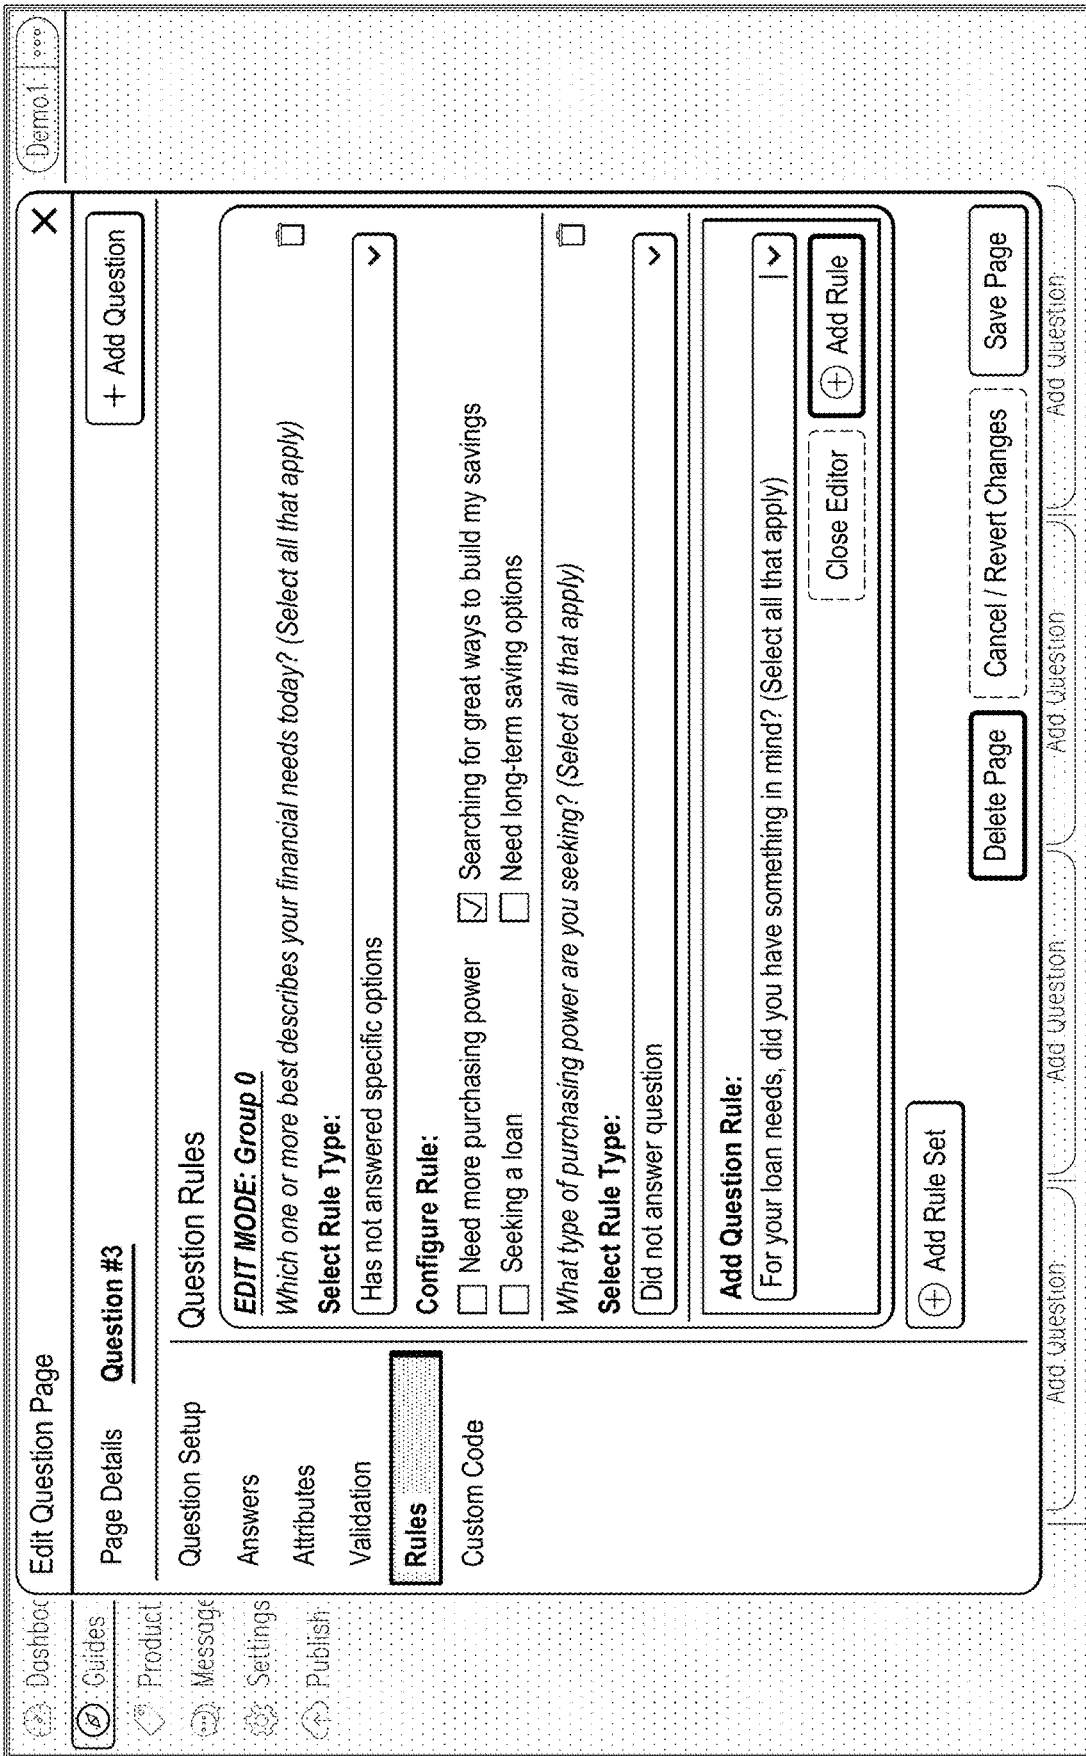 Dashboc
Guides
Product
Message
Settings
Publish
Demo1
Edit Question Page
Page Details
Question #3
+ Add Question
Question Setup
Answers
Attributes
Validation
Rules
Custom Code
Question Rules
EDIT MODE: Group 0
Which one or more best describes your financial needs today? (Select all that apply)
Select Rule Type:
Has not answered specific options
Configure Rule:
Need more purchasing power
Searching for great ways to build my savings
Seeking a loan
Need long-term saving options
What type of purchasing power are you seeking? (Select all that apply)
Select Rule Type:
Did not answer question
Add Question Rule:
For your loan needs, did you have something in mind? (Select all that apply)
Close Editor
Add Rule
Add Rule Set
Delete Page
Cancel / Revert Changes
Save Page
Add Question
Add Question
Add Question
Add Question